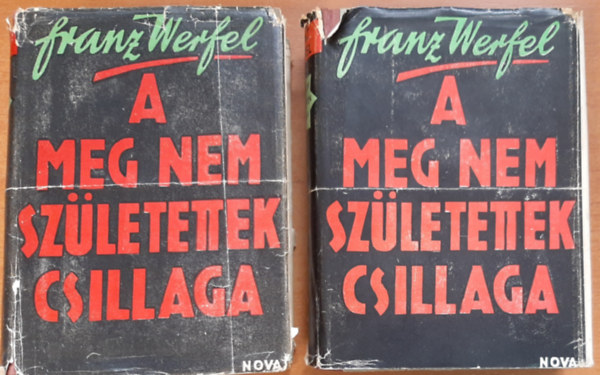 Franz Werfel
A
MEG NEM
SZÜLETETTEK
CSILLAGA
NOVA
Franz Werfel
A
MEG NEM
SZÜLETETTEK
CSILLAGA
NOVA